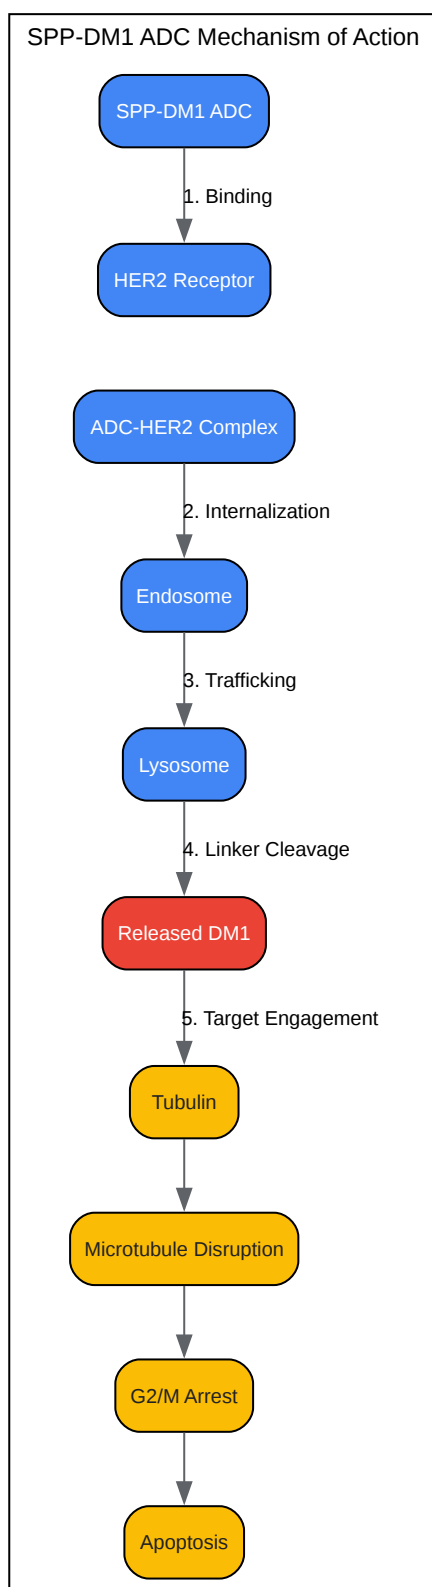 SPP-DM1 ADC Mechanism of Action
SPP-DM1 ADC
1. Binding
HER2 Receptor
ADC-HER2 Complex
2. Internalization
Endosome
3. Trafficking
Lysosome
4. Linker Cleavage
Released DM1
5. Target Engagement
Tubulin
Microtubule Disruption
G2/M Arrest
Apoptosis